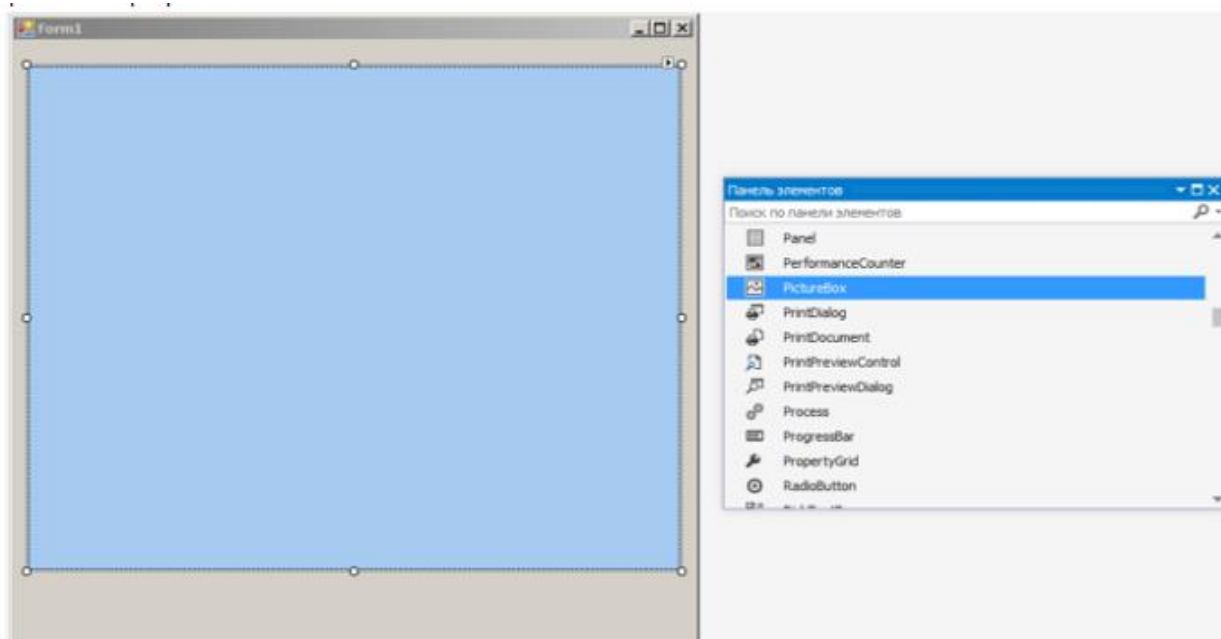 form1
Панель элементов
Поиск по панели элементов
Panel
PerformanceCounter
PictureBox
PrintDialog
PrintDocument
PrintPreviewControl
PrintPreviewDialog
Process
ProgressBar
PropertyGrid
RadioButton